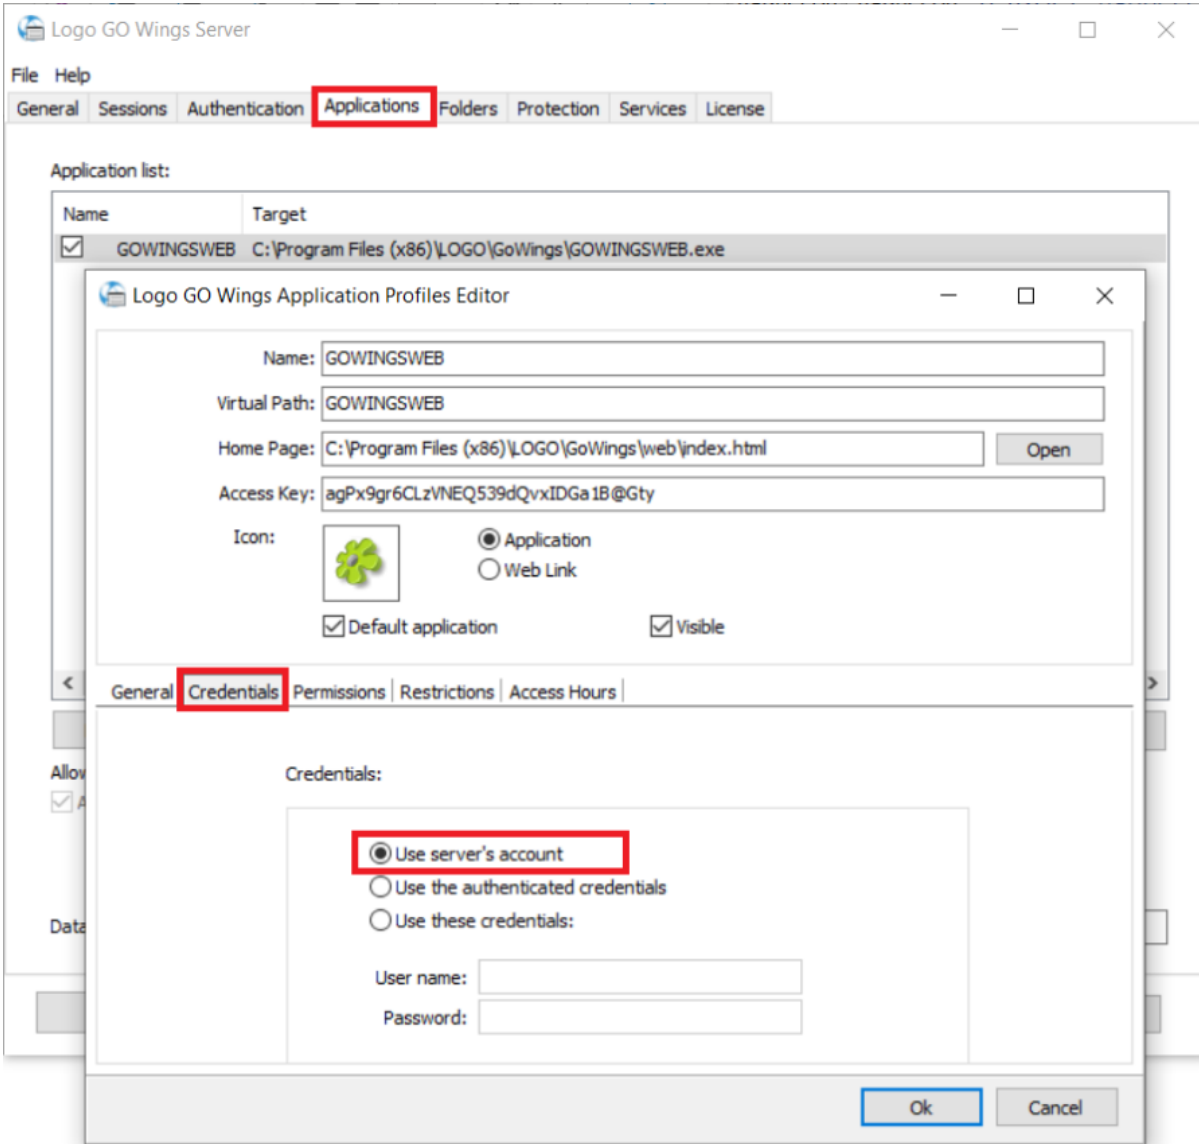 Logo GO Wings Server
File Help
General Sessions Authentication Applications Folders Protection Services License
Application list:
Name Target
GOWINGSWEB C:\Program Files (x86)\LOGO\GoWings\GOWINGSWEB.exe
Logo GO Wings Application Profiles Editor
Name: GOWINGSWEB
Virtual Path: GOWINGSWEB
Home Page: C:\Program Files (x86)\LOGO\GoWings\web\index.html Open
Access Key: agPx9gr6CLzVNEQ539dQvxIDGa1B@Gty
Icon: Application
Web Link
Default application Visible
General Credentials Permissions Restrictions Access Hours
Allow
A
Credentials:
Use server's account
Use the authenticated credentials
Use these credentials:
Data
User name:
Password:
Ok Cancel